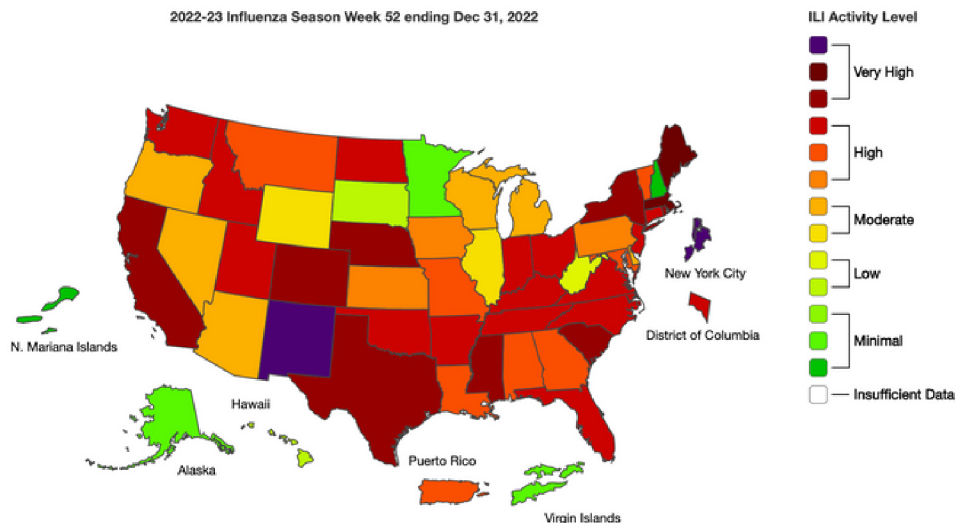 2022-23 Influenza Season Week 52 ending Dec 31, 2022
ILI Activity Level
Very High
High
Moderate
Low
Minimal
Insufficient Data
New York City
District of Columbia
N. Mariana Islands
Hawaii
Alaska
Puerto Rico
Virgin Islands